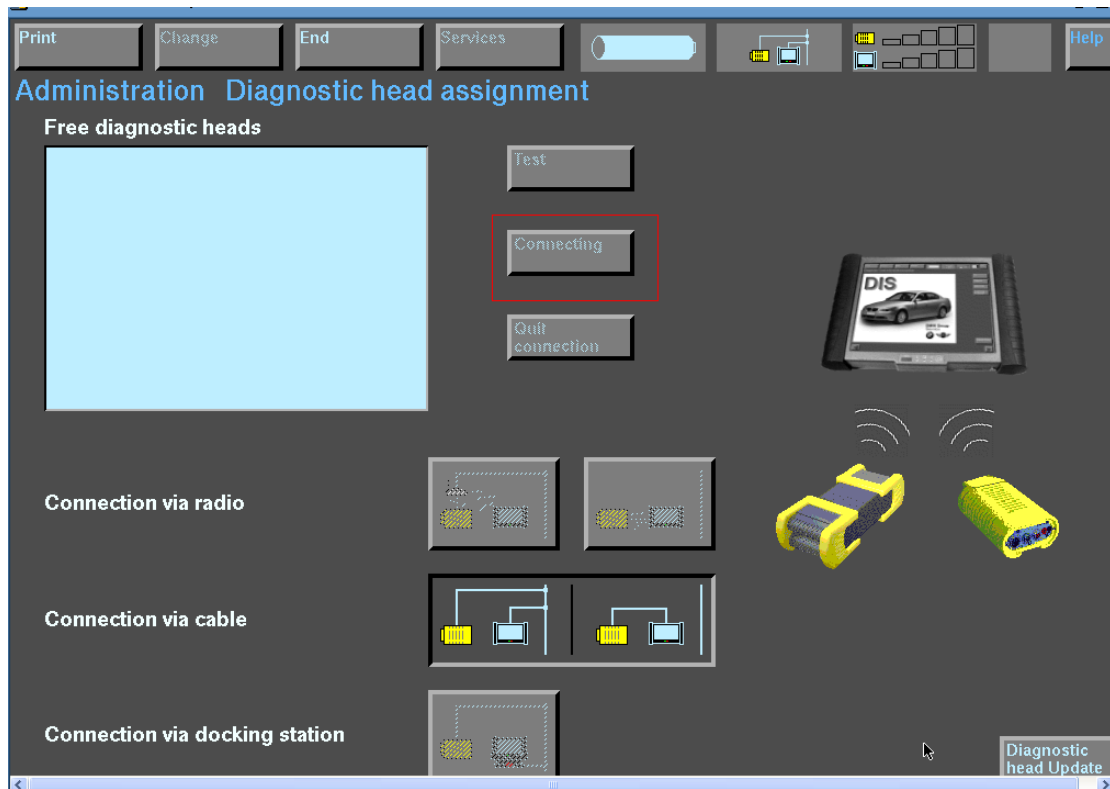 Print
Change
End
Services
Help
Administration Diagnostic head assignment
Free diagnostic heads
Test
Connecting
Quit
connection
DIS
Connection via radio
Connection via cable
Connection via docking station
Diagnostic
head Update